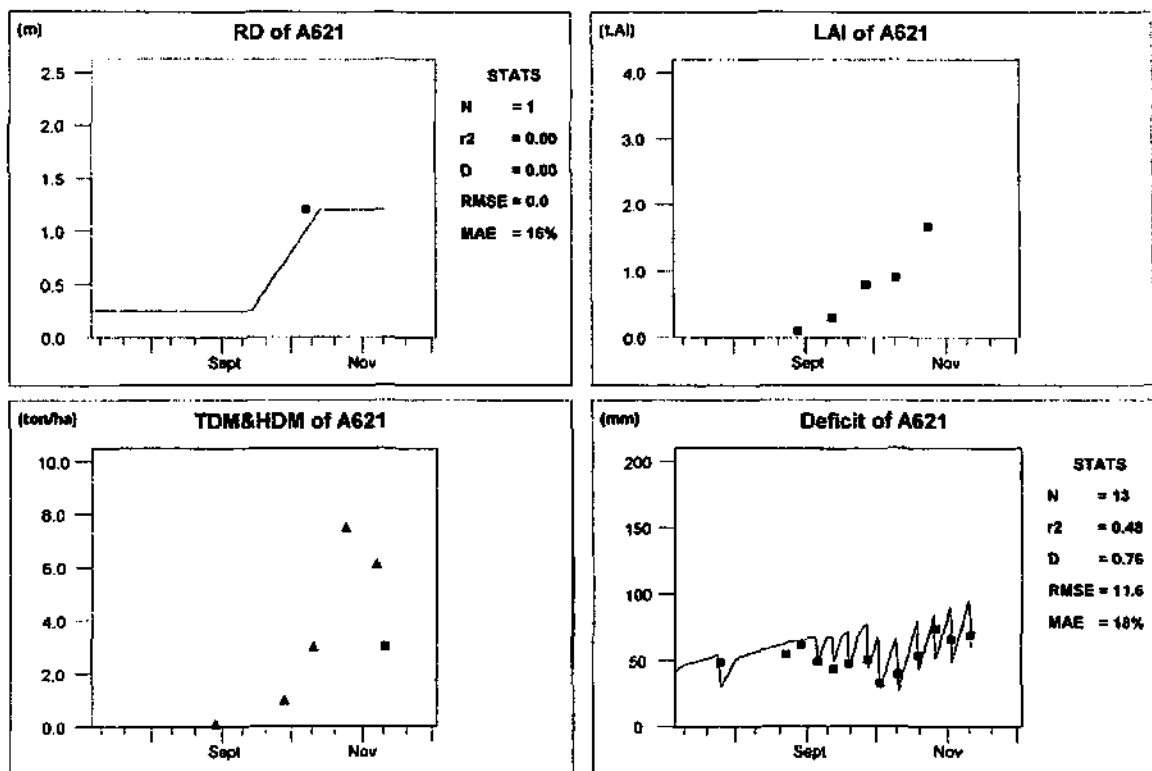 (m) RD of A621
2.5
2.0
1.5
1.0
0.5
0.0
Sept Nov
STATS
N = 1
r2 = 0.00
D = 0.00
RMSE = 0.0
MAE = 16%
(LAI) LAI of A621
4.0
3.0
2.0
1.0
0.0
Sept Nov
(ton/ha) TDM&HDM of A621
10.0
8.0
6.0
4.0
2.0
0.0
Sept Nov
(mm) Deficit of A621
200
150
100
50
0
Sept Nov
STATS
N = 13
r2 = 0.48
D = 0.76
RMSE = 11.6
MAE = 18%